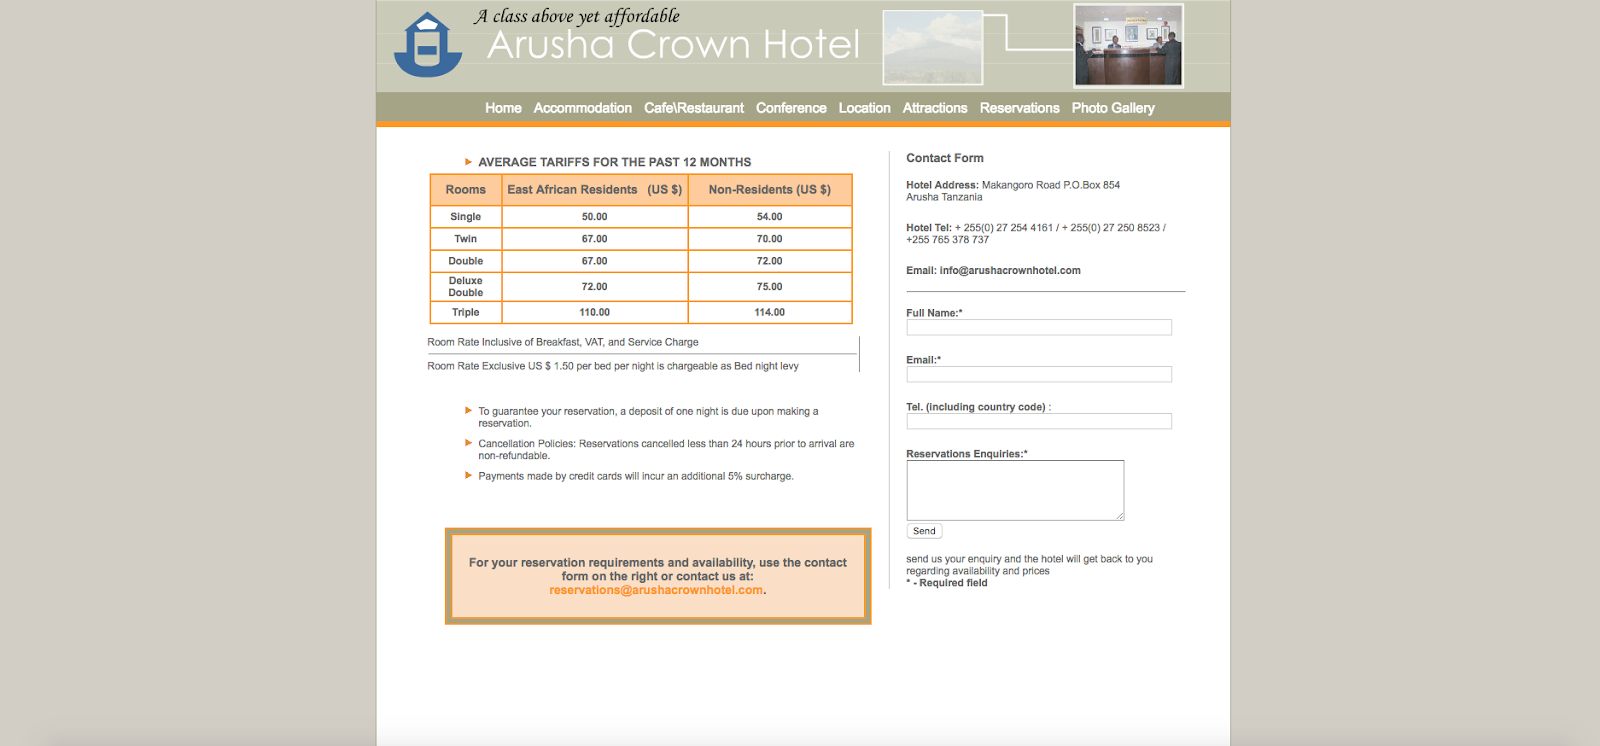 A class above yet affordable
Arusha Crown Hotel
Home Accommodation Cafe\Restaurant Conference Location Attractions Reservations Photo Gallery
AVERAGE TARIFFS FOR THE PAST 12 MONTHS
Rooms East African Residents (US $) Non-Residents (US $)
Single 50.00 54.00
Twin 67.00 70.00
Double 67.00 72.00
Deluxe
Double 72.00 75.00
Triple 110.00 114.00
Room Rate Inclusive of Breakfast, VAT, and Service Charge
Room Rate Exclusive US $ 1.50 per bed per night is chargeable as Bed night levy
To guarantee your reservation, a deposit of one night is due upon making a
reservation.
Cancellation Policies: Reservations cancelled less than 24 hours prior to arrival are
non-refundable.
Payments made by credit cards will incur an additional 5% surcharge.
For your reservation requirements and availability, use the contact
form on the right or contact us at:
reservations@arushacrownhotel.com.
Contact Form
Hotel Address: Makangoro Road P.O.Box 854
Arusha Tanzania
Hotel Tel: + 255(0) 27 254 4161 / + 255(0) 27 250 8523 /
+255 765 378 737
Email: info@arushacrownhotel.com
Full Name:*
Email:*
Tel. (including country code) :
Reservations Enquiries:*
Send
send us your enquiry and the hotel will get back to you
regarding availability and prices
* - Required field